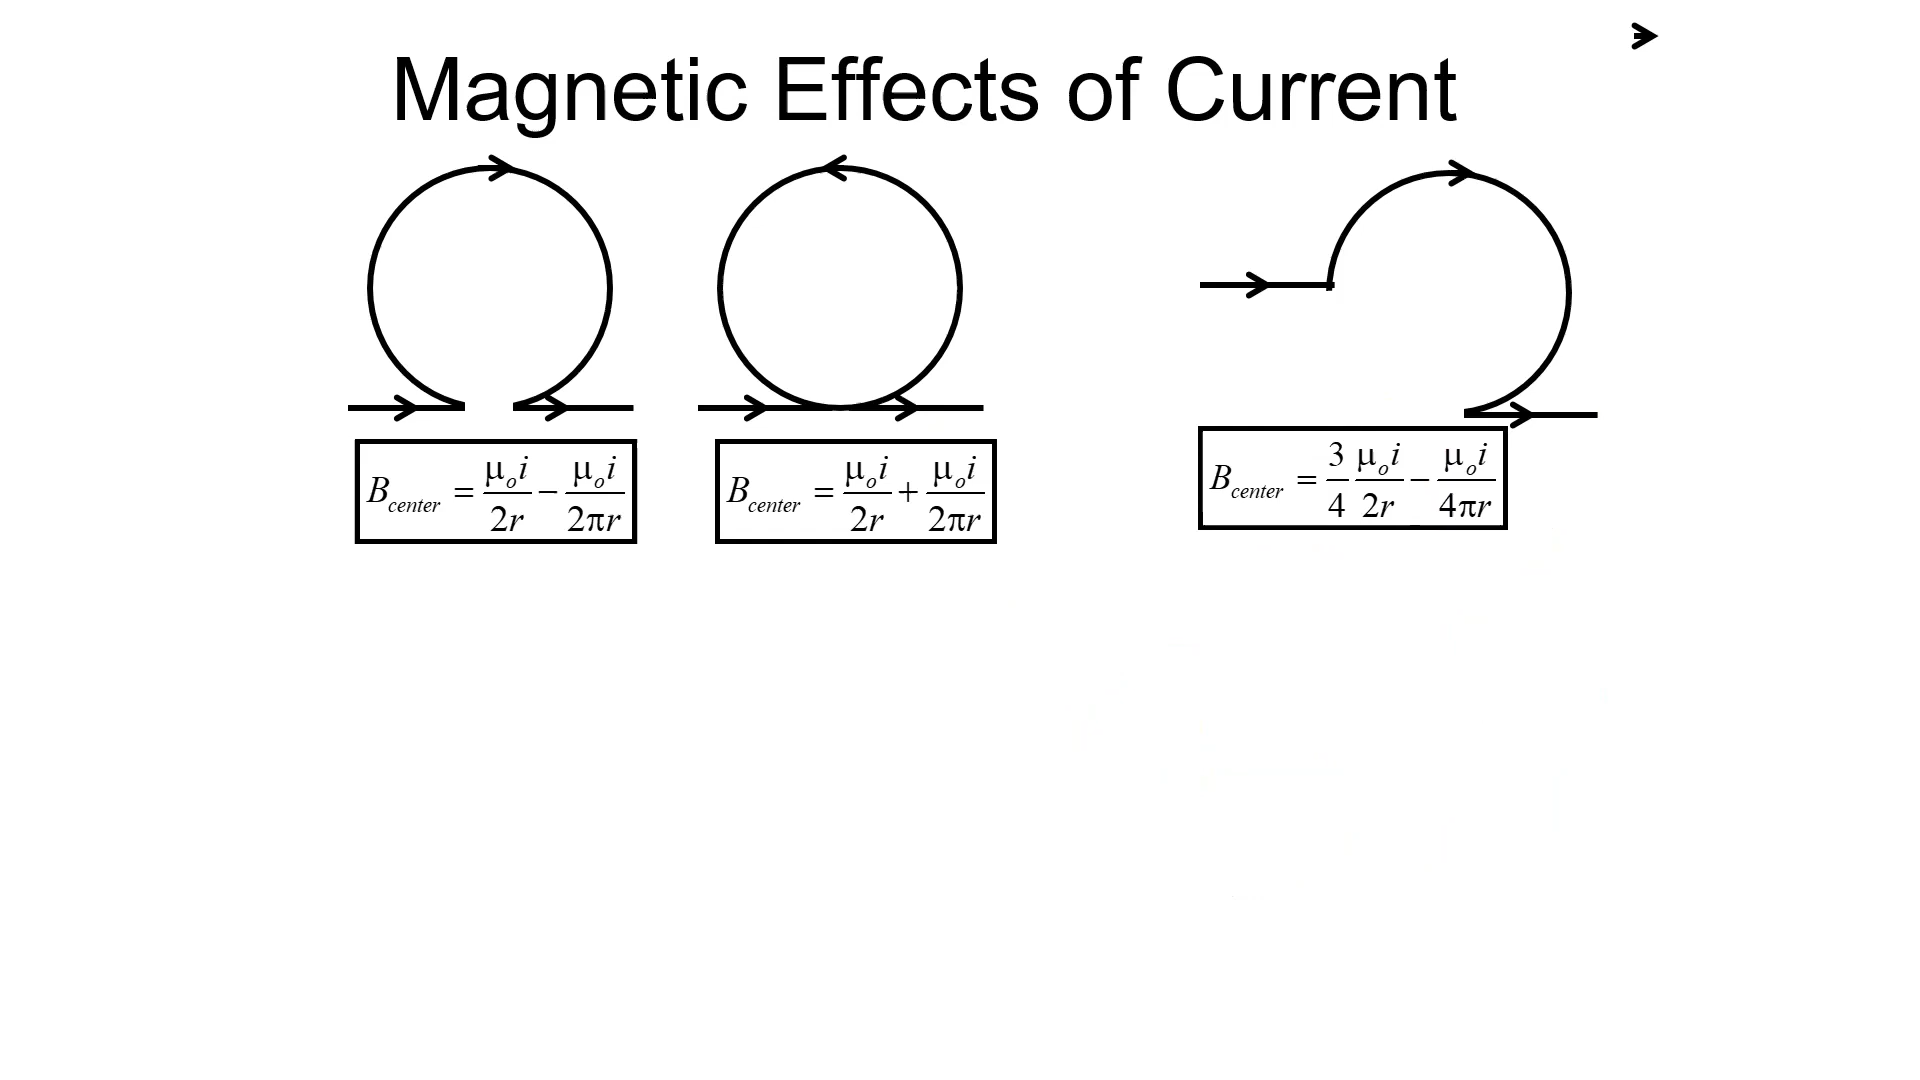 Magnetic Effects of Current
B_center = μ_o i / 2r − μ_o i / 2πr
B_center = μ_o i / 2r + μ_o i / 2πr
B_center = 3/4 μ_o i / 2r − μ_o i / 4πr